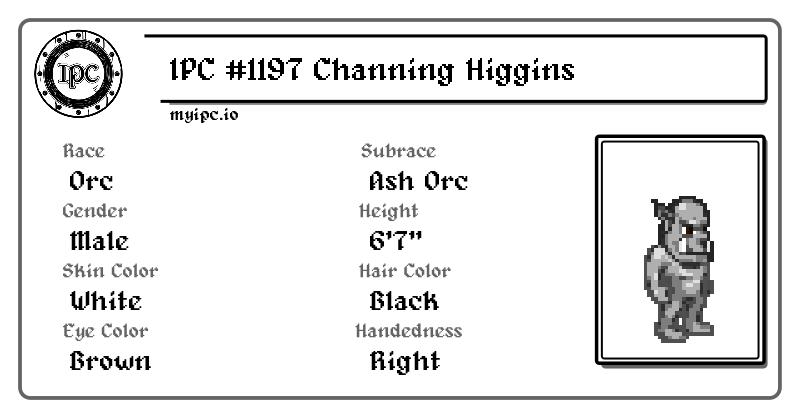 IPC
IPC #1197 Channing Higgins
myipc.io
Race
Orc
Subrace
Ash Orc
Gender
Male
Height
6'7"
Skin Color
White
Hair Color
Black
Eye Color
Brown
Handedness
Right